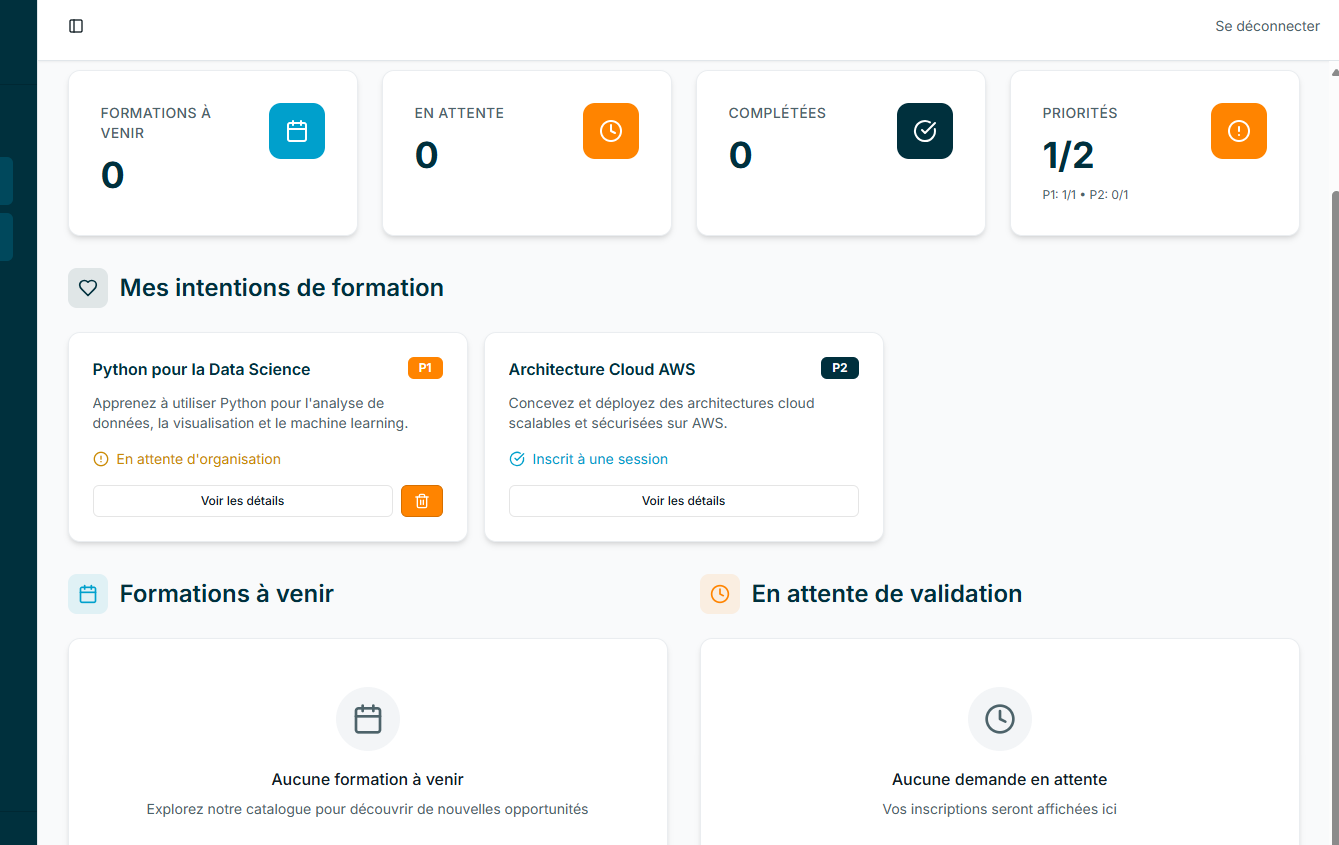 Se déconnecter
FORMATIONS À
VENIR
0
EN ATTENTE
0
COMPLÉTÉES
0
PRIORITÉS
1/2
P1: 1/1 • P2: 0/1
Mes intentions de formation
Python pour la Data Science
P1
Apprenez à utiliser Python pour l'analyse de
données, la visualisation et le machine learning.
En attente d'organisation
Voir les détails
Architecture Cloud AWS
P2
Concevez et déployez des architectures cloud
scalables et sécurisées sur AWS.
Inscrit à une session
Voir les détails
Formations à venir
Aucune formation à venir
Explorez notre catalogue pour découvrir de nouvelles opportunités
En attente de validation
Aucune demande en attente
Vos inscriptions seront affichées ici